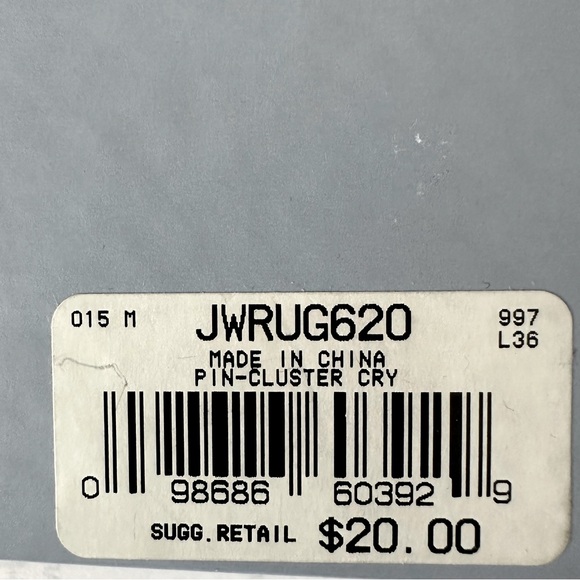 015 M JWRUG620 997
L36
MADE IN CHINA
PIN-CLUSTER CRY
0 98686 60392 9
SUGG.RETAIL $20.00